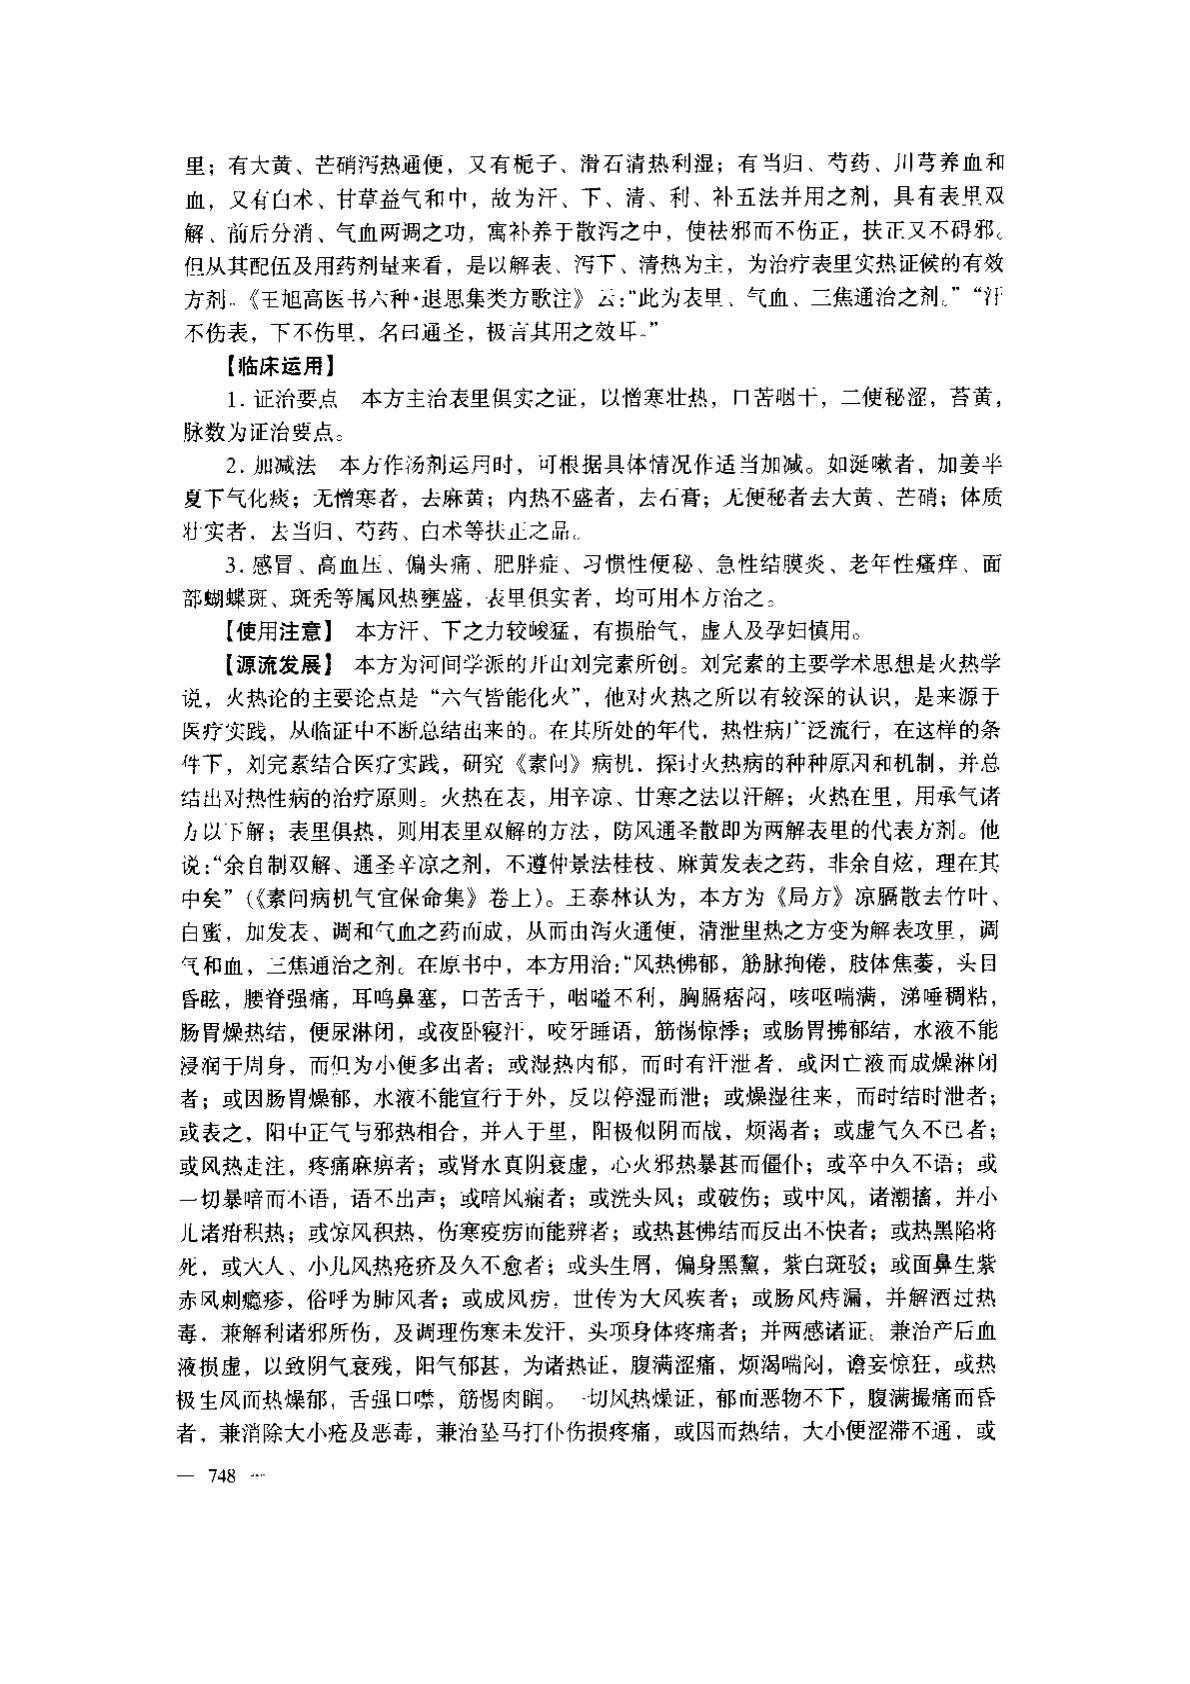 里；有大黄、芒硝泻热通便，又有栀子、滑石清热利湿；有当归、芍药、川芎养血和
血，又有白术、甘草益气和中，故为汗、下、清、利、补五法并用之剂，具有表里双
解、前后分消、气血两调之功，寓补养于散泻之中，使祛邪而不伤正，扶正又不碍邪。
但从其配伍及用药剂量来看，是以解表、泻下、清热为主，为治疗表里实热证候的有效
方剂。《王旭高医书六种·退思集类方歌注》云：“此为表里、气血、三焦通治之剂。”“汗
不伤表，下不伤里，名曰通圣，极言其用之效耳。”
【临床运用】
1. 证治要点　本方主治表里俱实之证，以憎寒壮热，口苦咽干，二便秘涩，苔黄，
脉数为证治要点。
2. 加减法　本方作汤剂运用时，可根据具体情况作适当加减。如涎嗽者，加姜半
夏下气化痰；无憎寒者，去麻黄；内热不盛者，去石膏；无便秘者去大黄、芒硝；体质
壮实者，去当归、芍药、白术等扶正之品。
3. 感冒、高血压、偏头痛、肥胖症、习惯性便秘、急性结膜炎、老年性瘙痒、面
部蝴蝶斑、斑秃等属风热壅盛，表里俱实者，均可用本方治之。
【使用注意】　本方汗、下之力较峻猛，有损胎气，虚人及孕妇慎用。
【源流发展】　本方为河间学派的开山刘完素所创。刘完素的主要学术思想是火热学
说，火热论的主要论点是“六气皆能化火”，他对火热之所以有较深的认识，是来源于
医疗实践，从临证中不断总结出来的。在其所处的年代，热性病广泛流行，在这样的条
件下，刘完素结合医疗实践，研究《素问》病机，探讨火热病的种种原因和机制，并总
结出对热性病的治疗原则。火热在表，用辛凉、甘寒之法以汗解；火热在里，用承气诸
方以下解；表里俱热，则用表里双解的方法，防风通圣散即为两解表里的代表方剂。他
说：“余自制双解、通圣辛凉之剂，不遵仲景法桂枝、麻黄发表之药，非余自炫，理在其
中矣”（《素问病机气宜保命集》卷上）。王泰林认为，本方为《局方》凉膈散去竹叶、
白蜜，加发表、调和气血之药而成，从而由泻火通便，清泄里热之方变为解表攻里，调
气和血，三焦通治之剂。在原书中，本方用治：“风热怫郁，筋脉拘倦，肢体焦萎，头目
昏眩，腰脊强痛，耳鸣鼻塞，口苦舌干，咽嗌不利，胸膈痞闷，咳呕喘满，涕唾稠粘，
肠胃燥热结，便尿淋闭，或夜卧寝汗，咬牙睡语，筋惕惊悸；或肠胃拂郁结，水液不能
浸润于周身，而但为小便多出者；或湿热内郁，而时有汗泄者，或因亡液而成燥淋闭
者；或因肠胃燥郁，水液不能宣行于外，反以停湿而泄；或燥湿往来，而时结时泄者；
或表之，阳中正气与邪热相合，并入于里，阳极似阴而战，烦渴者；或虚气久不已者；
或风热走注，疼痛麻痹者；或肾水真阴衰虚，心火邪热暴甚而僵仆；或卒中久不语；或
一切暴喑而不语，语不出声；或喑风痫者；或洗头风；或破伤；或中风，诸潮搐，并小
儿诸疳积热；或惊风积热，伤寒疫疠而能辨者；或热甚怫结而反出不快者；或热黑陷将
死，或大人、小儿风热疮疥及久不愈者；或头生屑，偏身黑黧，紫白斑驳；或面鼻生紫
赤风刺瘾疹，俗呼为肺风者；或成风疠，世传为大风疾者；或肠风痔漏，并解酒过热
毒，兼解利诸邪所伤，及调理伤寒未发汗，头项身体疼痛者；并两感诸证。兼治产后血
液损虚，以致阴气衰残，阳气郁甚，为诸热证，腹满涩痛，烦渴喘闷，谵妄惊狂，或热
极生风而热燥郁，舌强口噤，筋惕肉瞤。一切风热燥证，郁而恶物不下，腹满撮痛而昏
者，兼消除大小疮及恶毒，兼治坠马打仆伤损疼痛，或因而热结，大小便涩滞不通，或
— 748 —